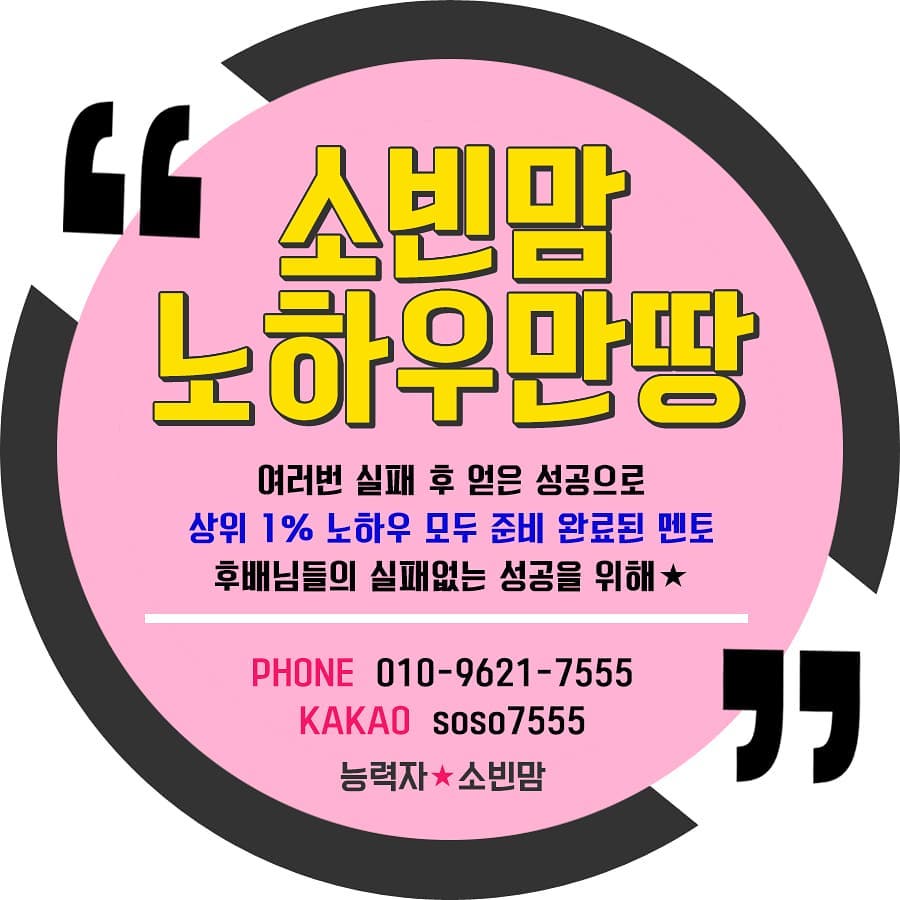 소빈맘
노하우만땅
여러번 실패 후 얻은 성공으로
상위 1% 노하우 모두 준비 완료된 멘토
후배님들의 실패없는 성공을 위해★
PHONE 010-9621-7555
KAKAO soso7555
능력자★소빈맘